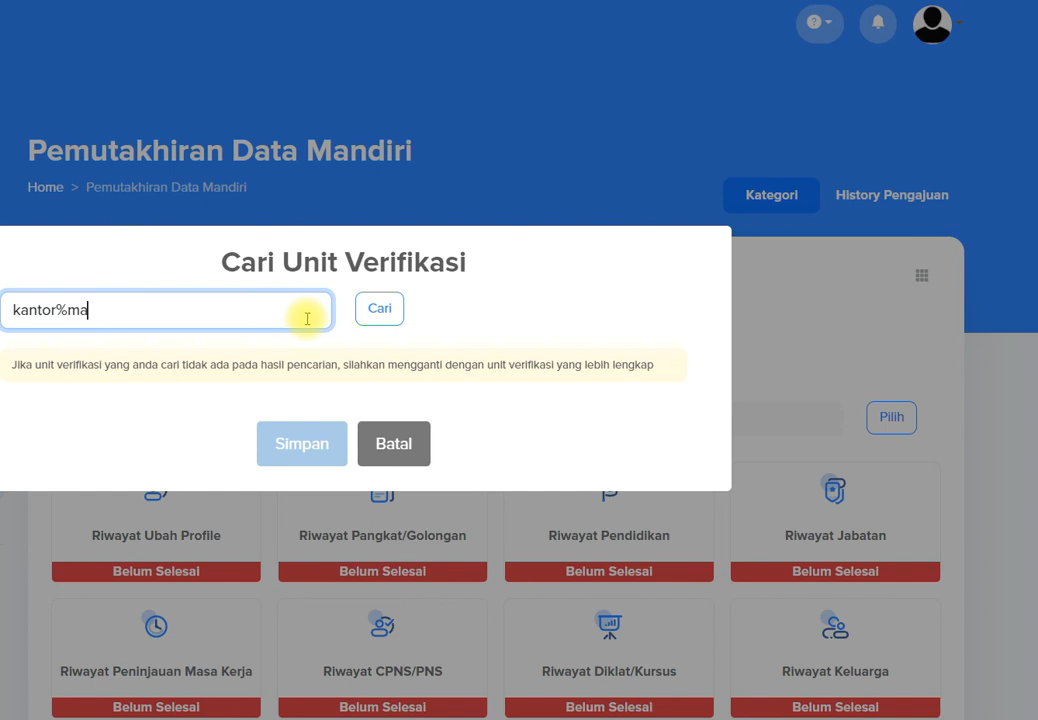 Pemutakhiran Data Mandiri
Home > Pemutakhiran Data Mandiri
Kategori
History Pengajuan
Cari Unit Verifikasi
kantor%ma
Cari
Jika unit verifikasi yang anda cari tidak ada pada hasil pencarian, silahkan mengganti dengan unit verifikasi yang lebih lengkap
Pilih
Simpan
Batal
Riwayat Ubah Profile
Riwayat Pangkat/Golongan
Riwayat Pendidikan
Riwayat Jabatan
Belum Selesai
Belum Selesai
Belum Selesai
Belum Selesai
Riwayat Peninjauan Masa Kerja
Riwayat CPNS/PNS
Riwayat Diklat/Kursus
Riwayat Keluarga
Belum Selesai
Belum Selesai
Belum Selesai
Belum Selesai